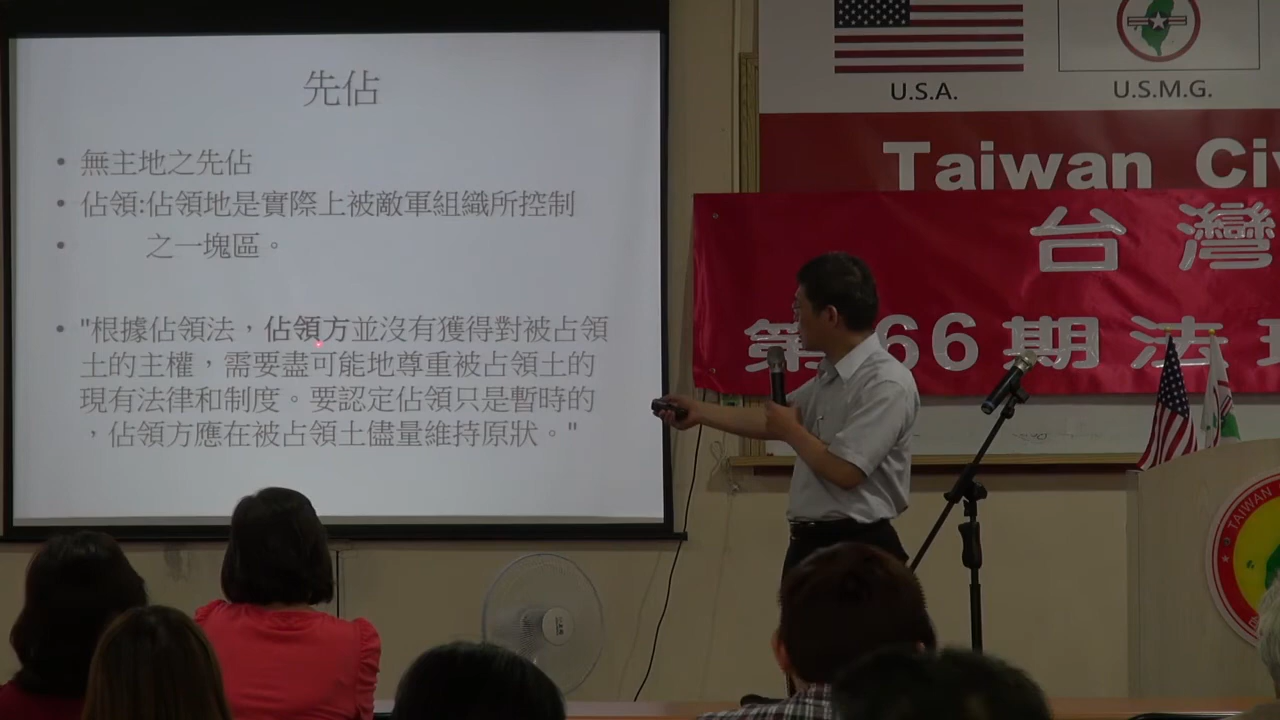 先佔
• 無主地之先佔
• 佔領:佔領地是實際上被敵軍組織所控制
• 之一塊區。
• "根據佔領法，佔領方並沒有獲得對被占領
土的主權，需要盡可能地尊重被占領土的
現有法律和制度。要認定佔領只是暫時的
，佔領方應在被占領土儘量維持原狀。"
U.S.A.
U.S.M.G.
Taiwan Ci
台灣
第66期法
TAIWAN